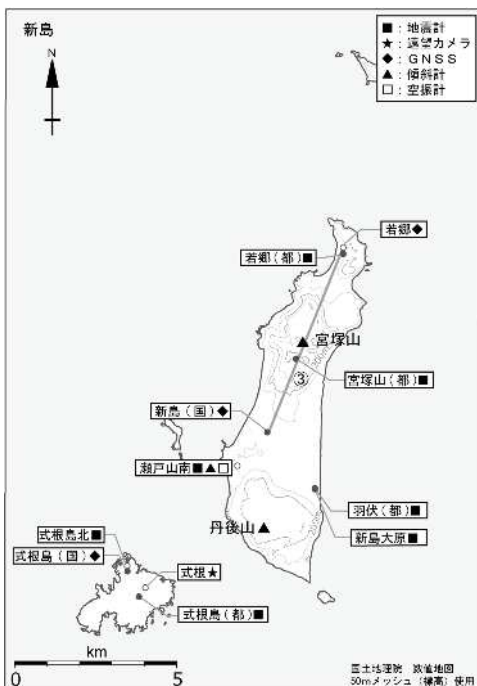 新島
N
■：地震計
★：遠望カメラ
◆：ＧＮＳＳ
▲：傾斜計
□：空振計
若郷◆
若郷（都）■
宮塚山
宮塚山（都）■
③
新島（国）◆
瀬戸山南■▲□
羽伏（都）■
新島大原■
丹後山
式根島北■
式根島（国）◆
式根★
式根島（都）■
km
0
5
国土地理院　数値地図
50mメッシュ（標高）使用